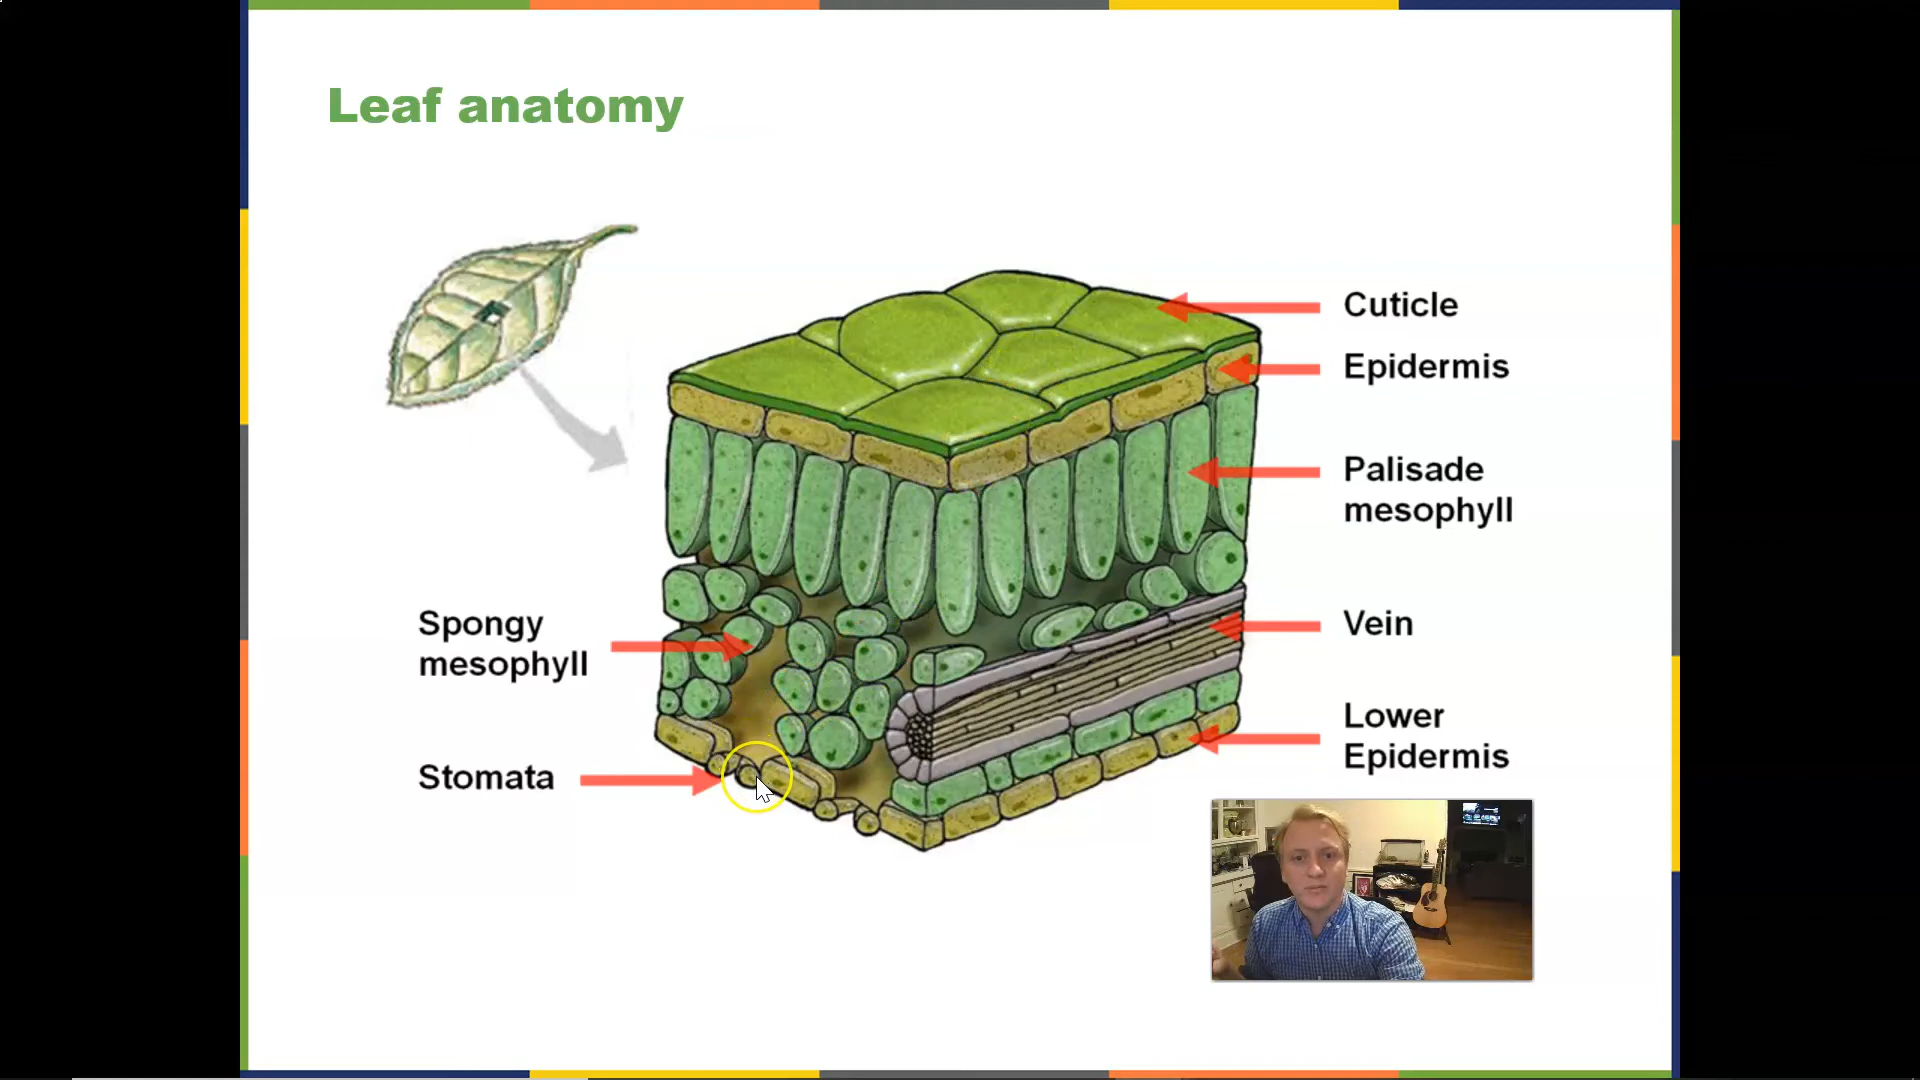 Leaf anatomy
Cuticle
Epidermis
Palisade
mesophyll
Spongy
mesophyll
Vein
Stomata
Lower
Epidermis